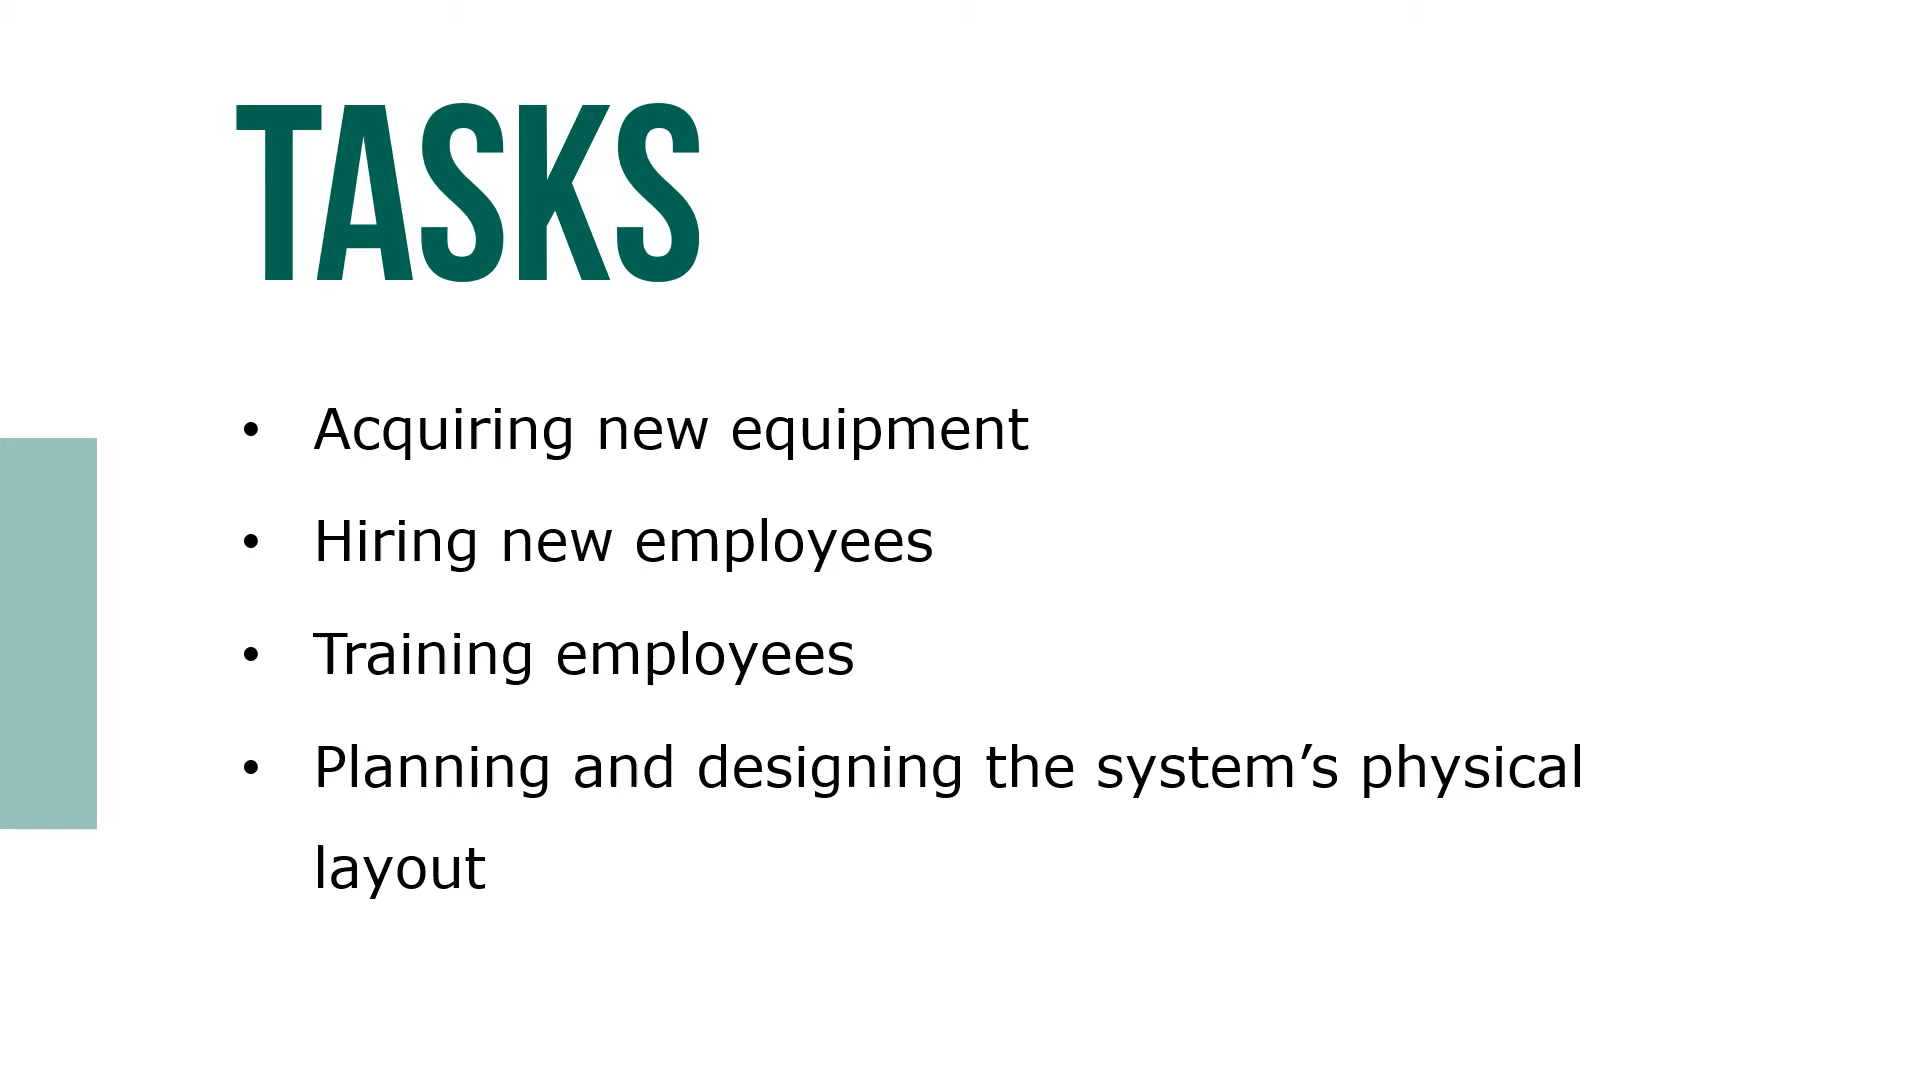 TASKS
• Acquiring new equipment
• Hiring new employees
• Training employees
• Planning and designing the system’s physical
layout